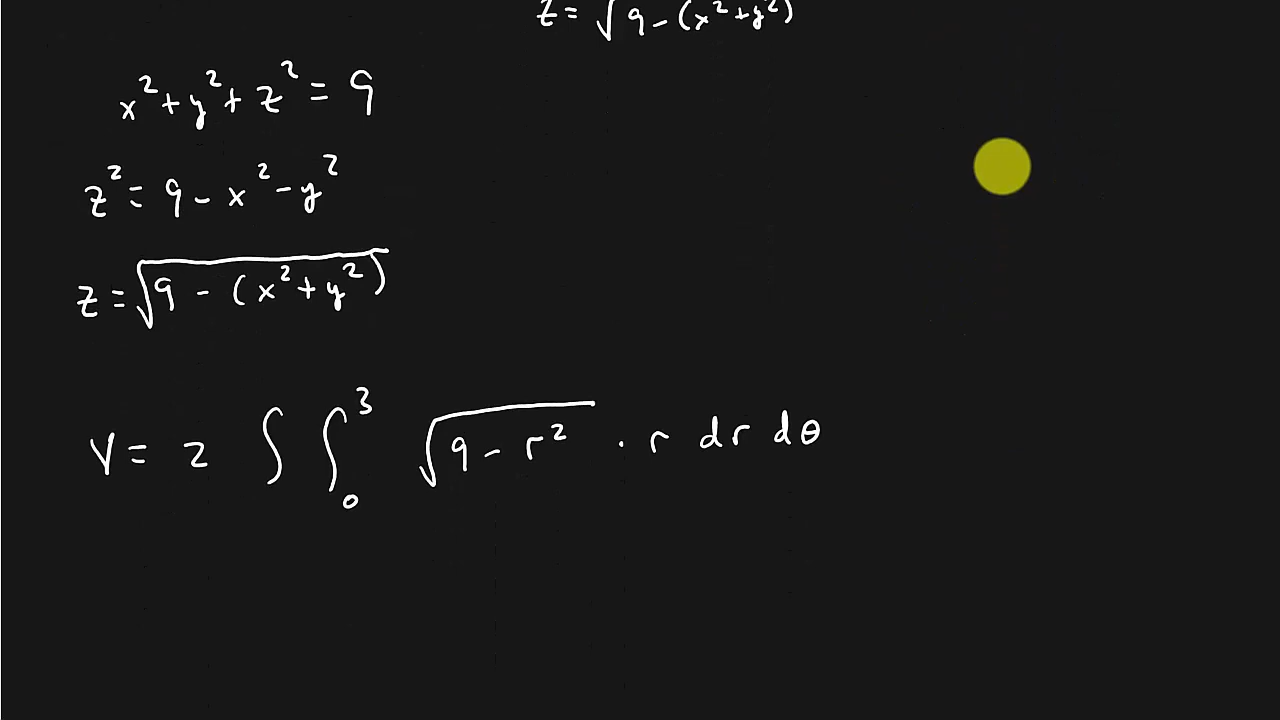 z = √9 - (x² + y²)
x² + y² + z² = 9
z² = 9 - x² - y²
z = √9 - (x² + y²)
V = 2 ∫ ∫₀³ √9 - r² · r dr dθ